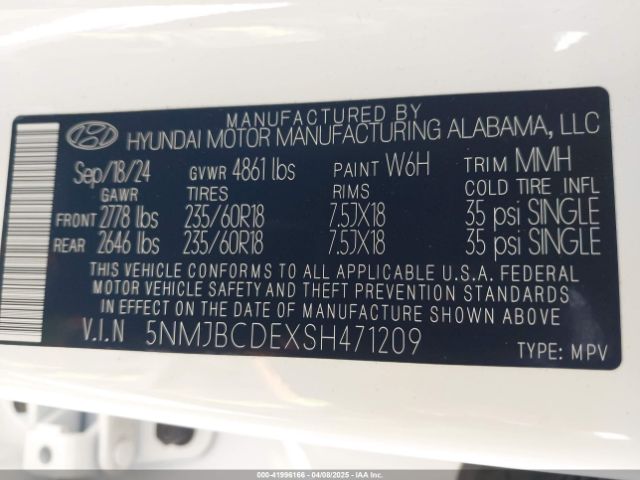 MANUFACTURED BY
HYUNDAI MOTOR MANUFACTURING ALABAMA, LLC
Sep/18/24 GVWR 4861 lbs PAINT W6H TRIM MMH
GAWR TIRES RIMS COLD TIRE INFL
FRONT 2778 lbs 235/60R18 7.5JX18 35 psi SINGLE
REAR 2646 lbs 235/60R18 7.5JX18 35 psi SINGLE
THIS VEHICLE CONFORMS TO ALL APPLICABLE U.S.A. FEDERAL
MOTOR VEHICLE SAFETY AND THEFT PREVENTION STANDARDS
IN EFFECT ON THE DATE OF MANUFACTURE SHOWN ABOVE.
V.I.N 5NMJBCDEXSH471209 TYPE: MPV
000-41996166 - 04/08/2025 - IAAI.COM